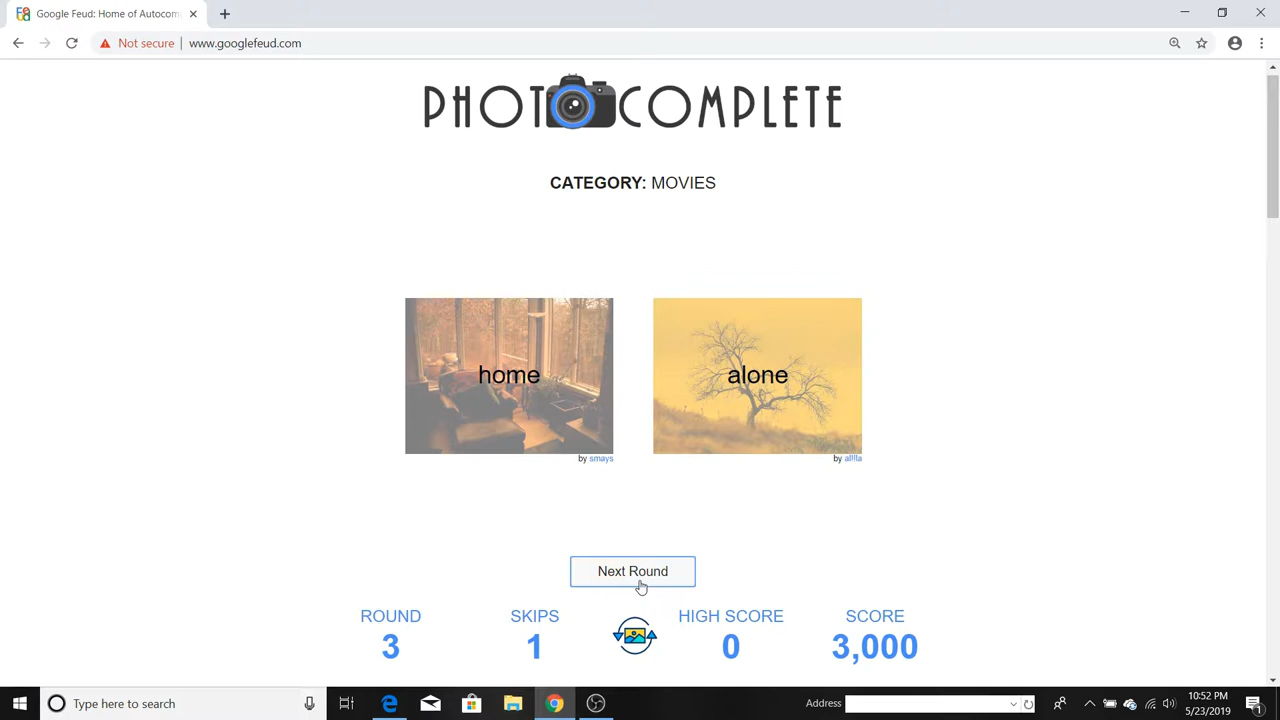 Google Feud: Home of Autocom
Not secure
www.googlefeud.com
PHOTOCOMPLETE
CATEGORY: MOVIES
home
alone
by smays
by alllla
Next Round
ROUND
SKIPS
HIGH SCORE
SCORE
3
1
0
3,000
Type here to search
Address
10:52 PM
5/23/2019
1